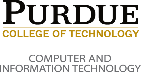 PURDUE
COLLEGE OF TECHNOLOGY
COMPUTER AND
INFORMATION TECHNOLOGY